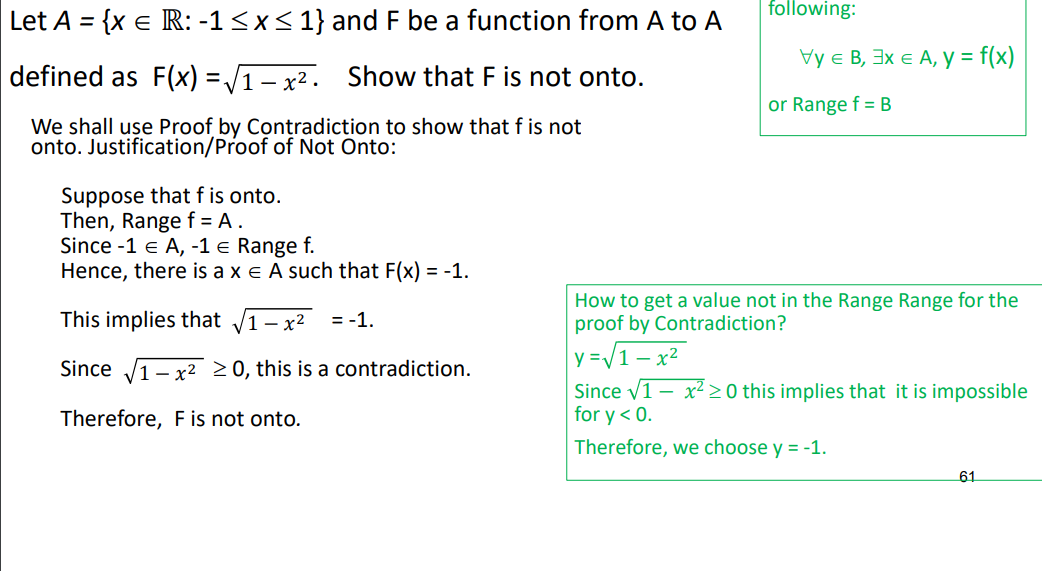 Let A = {x ∈ ℝ: -1 ≤ x ≤ 1} and F be a function from A to A
defined as F(x) = √(1 − x²). Show that F is not onto.
following:
∀y ∈ B, ∃x ∈ A, y = f(x)
or Range f = B
We shall use Proof by Contradiction to show that f is not
onto. Justification/Proof of Not Onto:
Suppose that f is onto.
Then, Range f = A .
Since -1 ∈ A, -1 ∈ Range f.
Hence, there is a x ∈ A such that F(x) = -1.
This implies that √(1 − x²) = -1.
Since √(1 − x²) ≥ 0, this is a contradiction.
Therefore, F is not onto.
How to get a value not in the Range Range for the
proof by Contradiction?
y = √(1 − x²)
Since √(1 − x²) ≥ 0 this implies that it is impossible
for y < 0.
Therefore, we choose y = -1.
61